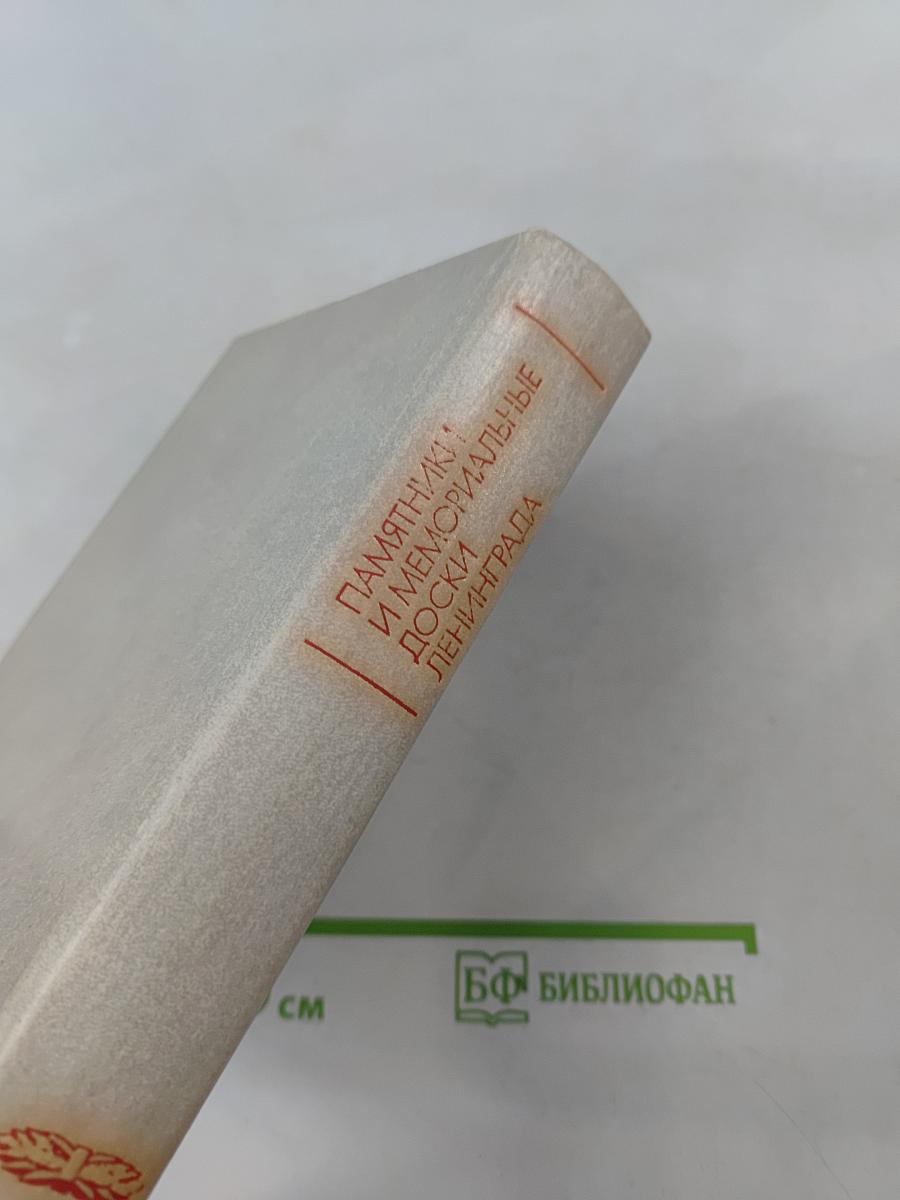 ПАМЯТНИКИ
И МЕМОРИАЛЬНЫЕ
ДОСКИ
ЛЕНИНГРАДА
см
БФ БИБЛИОФАН